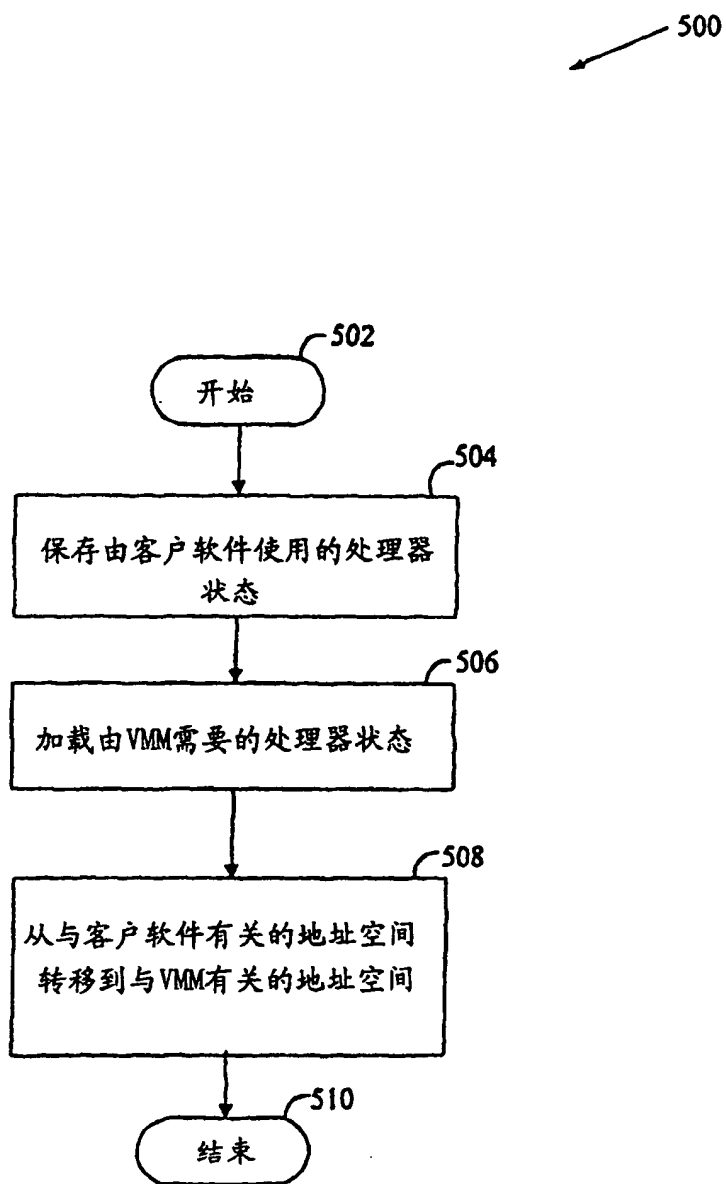 500
502
开始
504
保存由客户软件使用的处理器
状态
506
加载由VMM需要的处理器状态
508
从与客户软件有关的地址空间
转移到与VMM有关的地址空间
510
结束